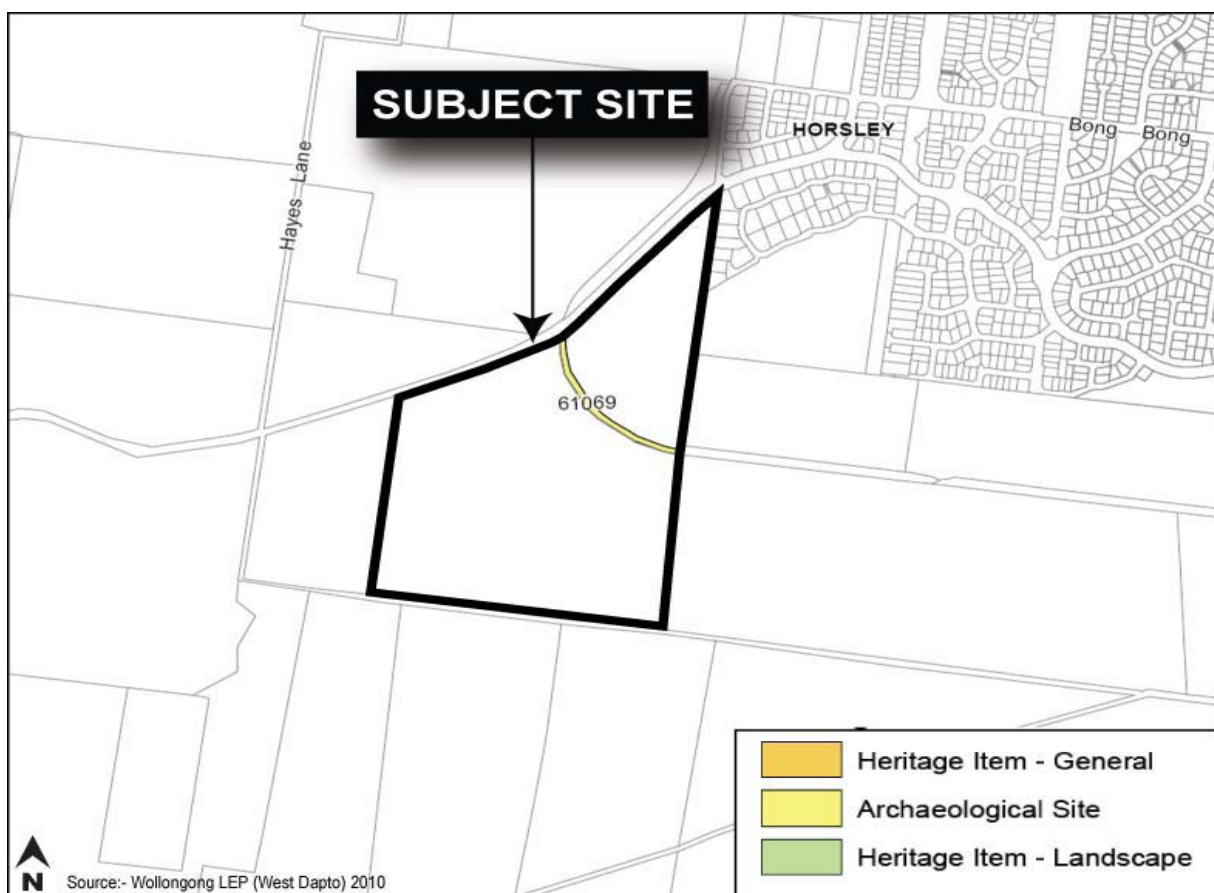 SUBJECT SITE
HORSLEY
Bong Bong
Hayes Lane
61069
Heritage Item - General
Archaeological Site
Heritage Item - Landscape
N
Source:- Wollongong LEP (West Dapto) 2010